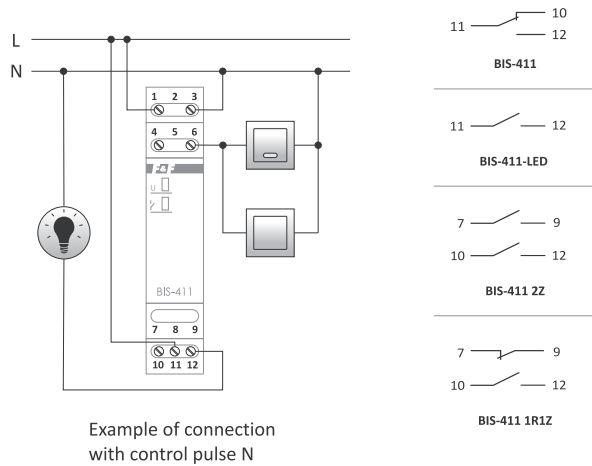 L
N
1 2 3
4 5 6
F&F
U
BIS-411
7 8 9
10 11 12
Example of connection
with control pulse N
11 10
12
BIS-411
11 12
BIS-411-LED
7 9
10 12
BIS-411 2Z
7 9
10 12
BIS-411 1R1Z